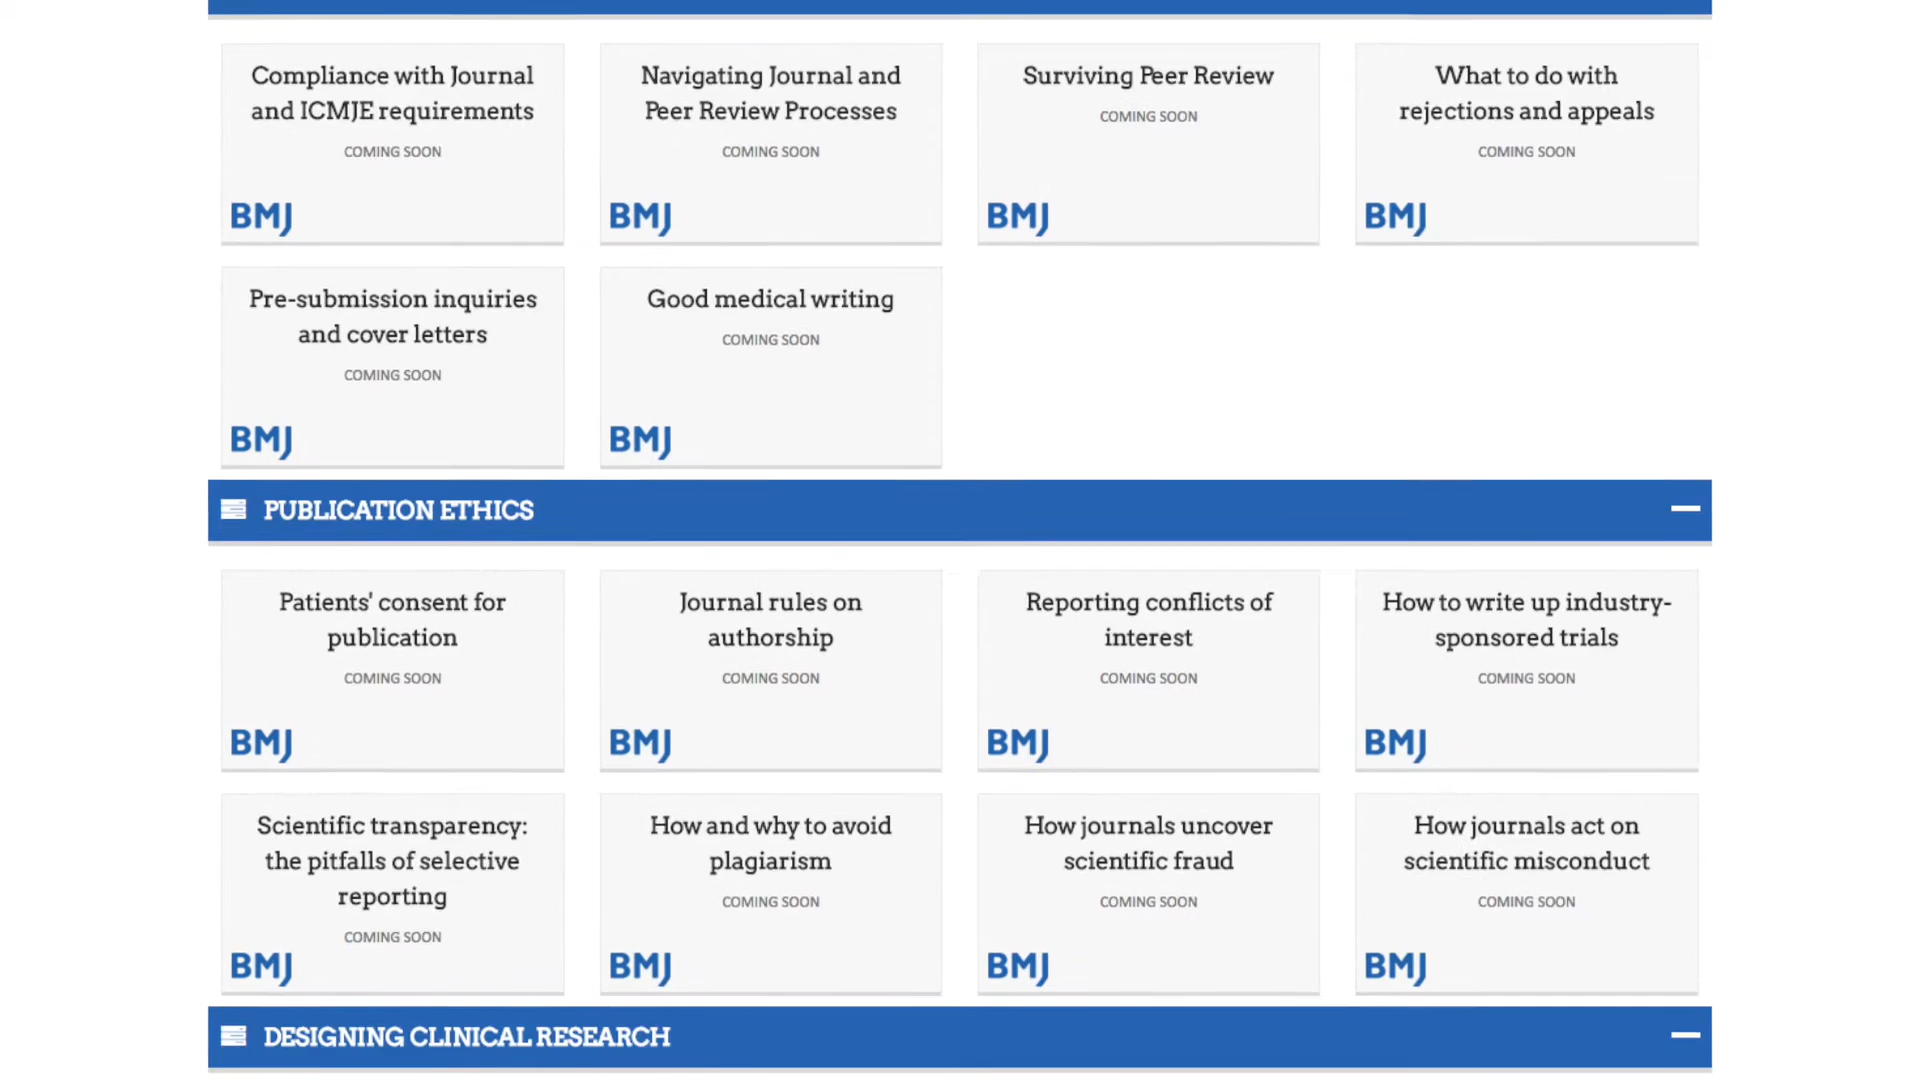 Compliance with Journal
and ICMJE requirements
COMING SOON
BMJ
Navigating Journal and
Peer Review Processes
COMING SOON
BMJ
Surviving Peer Review
COMING SOON
BMJ
What to do with
rejections and appeals
COMING SOON
BMJ
Pre-submission inquiries
and cover letters
COMING SOON
BMJ
Good medical writing
COMING SOON
BMJ
PUBLICATION ETHICS
Patients' consent for
publication
COMING SOON
BMJ
Journal rules on
authorship
COMING SOON
BMJ
Reporting conflicts of
interest
COMING SOON
BMJ
How to write up industry-
sponsored trials
COMING SOON
BMJ
Scientific transparency:
the pitfalls of selective
reporting
COMING SOON
BMJ
How and why to avoid
plagiarism
COMING SOON
BMJ
How journals uncover
scientific fraud
COMING SOON
BMJ
How journals act on
scientific misconduct
COMING SOON
BMJ
DESIGNING CLINICAL RESEARCH